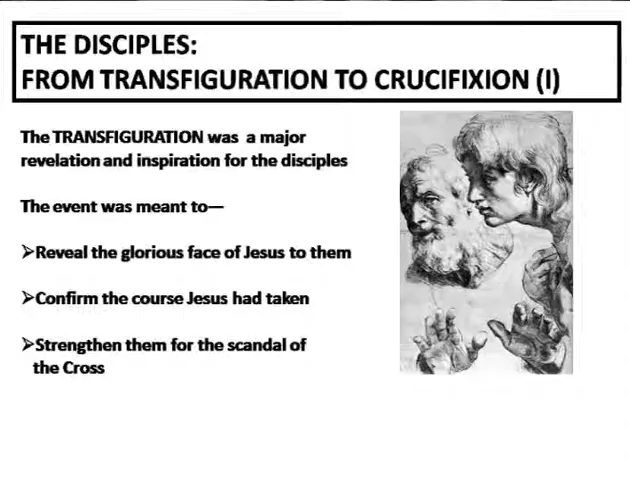 THE DISCIPLES:
FROM TRANSFIGURATION TO CRUCIFIXION (I)
The TRANSFIGURATION was a major
revelation and inspiration for the disciples
The event was meant to—
➢Reveal the glorious face of Jesus to them
➢Confirm the course Jesus had taken
➢Strengthen them for the scandal of
the Cross